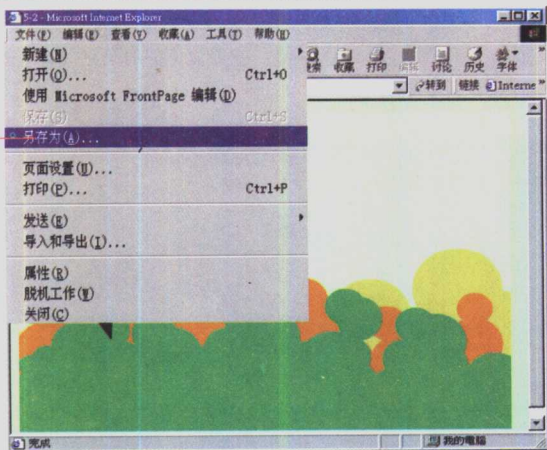 5-2 - Microsoft Internet Explorer
文件(F) 编辑(E) 查看(V) 收藏(A) 工具(T) 帮助(H)
新建(N)
打开(O)... Ctrl+O
使用 Microsoft FrontPage 编辑(D)
保存(S) Ctrl+S
另存为(A)...
页面设置(U)...
打印(P)... Ctrl+P
发送(E)
导入和导出(I)...
属性(R)
脱机工作(W)
关闭(C)
收藏 打印 编辑 讨论 历史 字体
转到 链接 Interne
完成 我的电脑